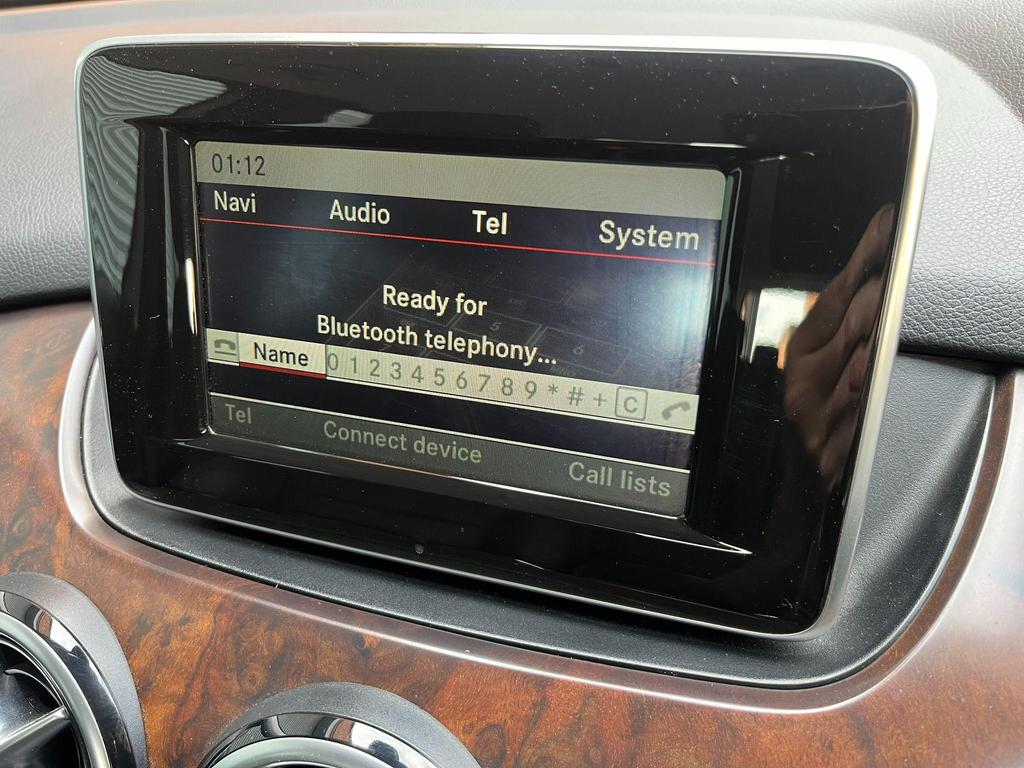 01:12
Navi Audio Tel System
Ready for
Bluetooth telephony...
Name 0 1 2 3 4 5 6 7 8 9 * # + C
Tel Connect device Call lists